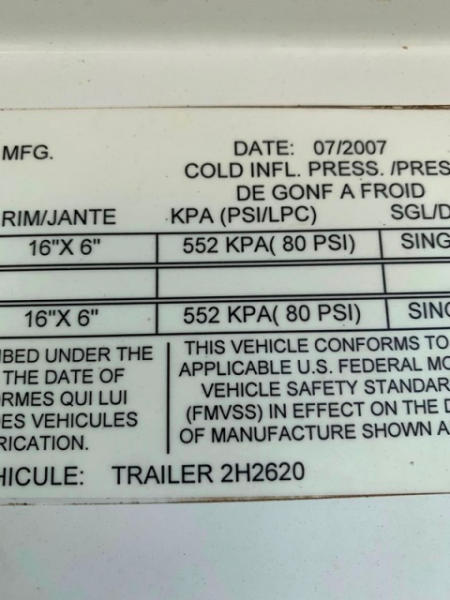 MFG. DATE: 07/2007
COLD INFL. PRESS. /PRES
DE GONF A FROID
RIM/JANTE KPA (PSI/LPC) SGL/D
16"X 6" 552 KPA( 80 PSI) SING
16"X 6" 552 KPA( 80 PSI) SING
IBED UNDER THE
THE DATE OF
ORMES QUI LUI
DES VEHICULES
RICATION.
THIS VEHICLE CONFORMS TO
APPLICABLE U.S. FEDERAL MO
VEHICLE SAFETY STANDAR
(FMVSS) IN EFFECT ON THE D
OF MANUFACTURE SHOWN A
HICULE: TRAILER 2H2620